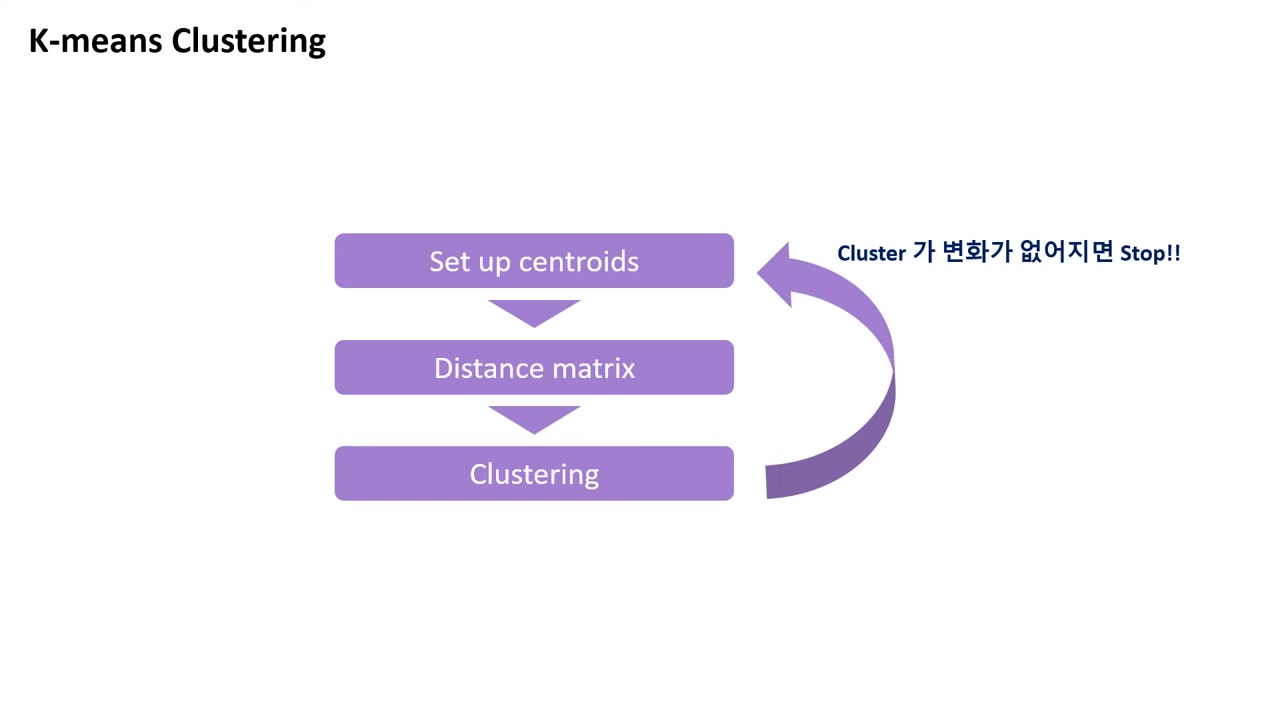 K-means Clustering
Set up centroids
Cluster 가 변화가 없어지면 Stop!!
Distance matrix
Clustering